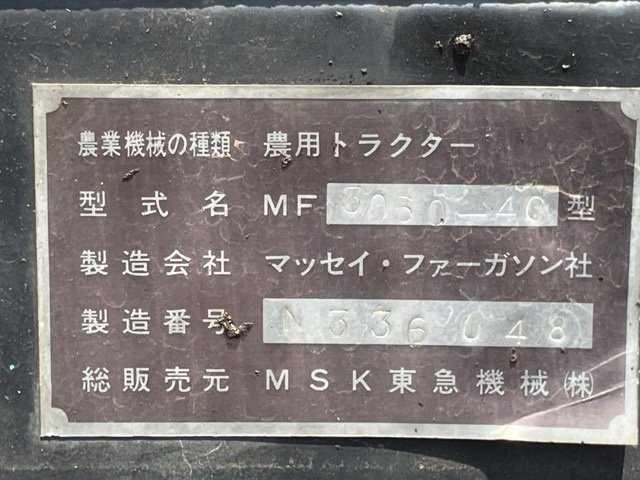 農業機械の種類 農用トラクター
型式名 MF 3060-4C 型
製造会社 マッセイ・ファーガソン社
製造番号 N336048
総販売元 MSK東急機械(株)